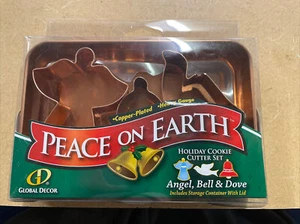 •Copper-Plated •Heavy Gauge
PEACE ON EARTH™
HOLIDAY COOKIE
CUTTER SET
GLOBAL DECOR
Angel, Bell & Dove
Includes Storage Container With Lid